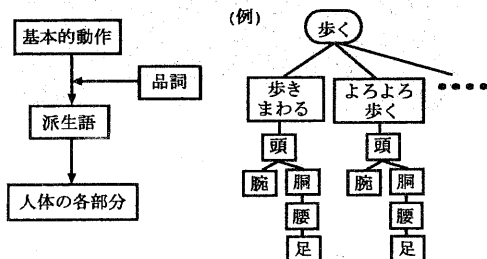 基本的動作
品詞
派生語
人体の各部分
(例)
歩く
歩き
まわる
よろよろ
歩く
頭
頭
腕
胴
腕
胴
腰
腰
足
足